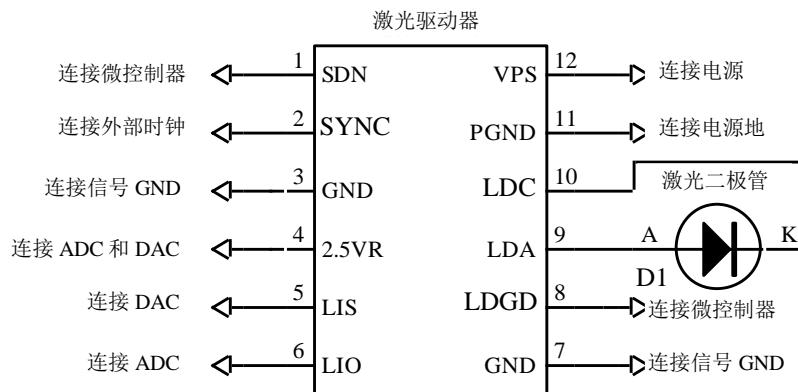 激光驱动器
连接微控制器 1 SDN VPS 12 连接电源
连接外部时钟 2 SYNC PGND 11 连接电源地
连接信号 GND 3 GND LDC 10 激光二极管
连接 ADC 和 DAC 4 2.5VR LDA 9 A K
D1
连接 DAC 5 LIS LDGD 8 连接微控制器
连接 ADC 6 LIO GND 7 连接信号 GND